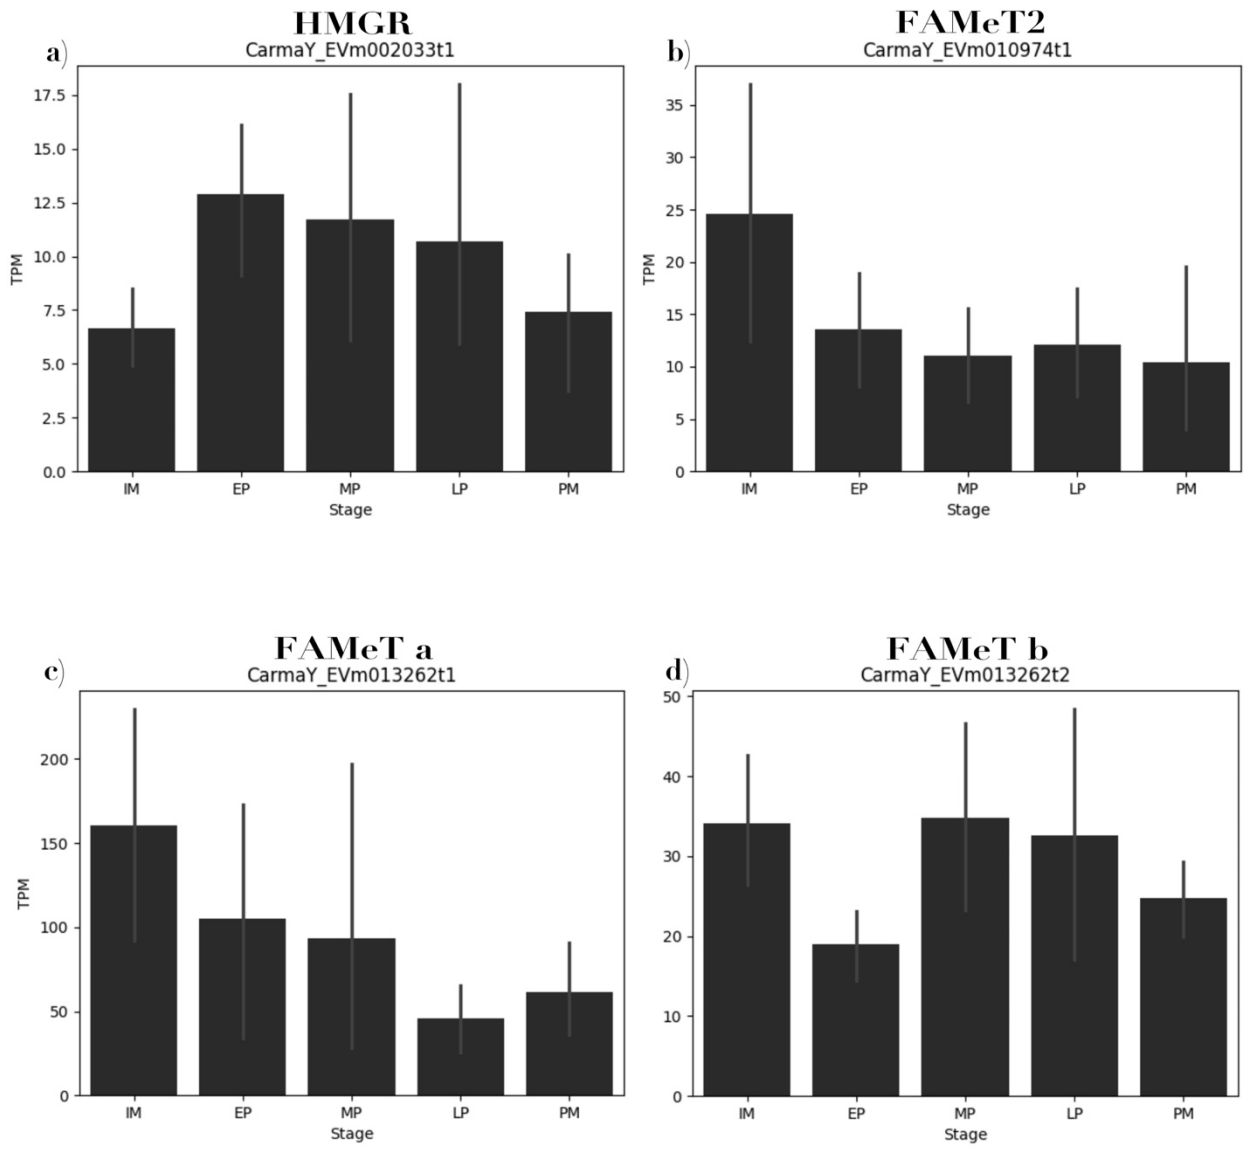 HMGR
a) CarmaY_EVm002033t1
TPM
17.5
15.0
12.5
10.0
7.5
5.0
2.5
0.0
IM EP MP LP PM
Stage
FAMeT2
b) CarmaY_EVm010974t1
TPM
35
30
25
20
15
10
5
0
IM EP MP LP PM
Stage
FAMeT a
c) CarmaY_EVm013262t1
TPM
200
150
100
50
0
IM EP MP LP PM
Stage
FAMeT b
d) CarmaY_EVm013262t2
50
40
30
20
10
0
IM EP MP LP PM
Stage